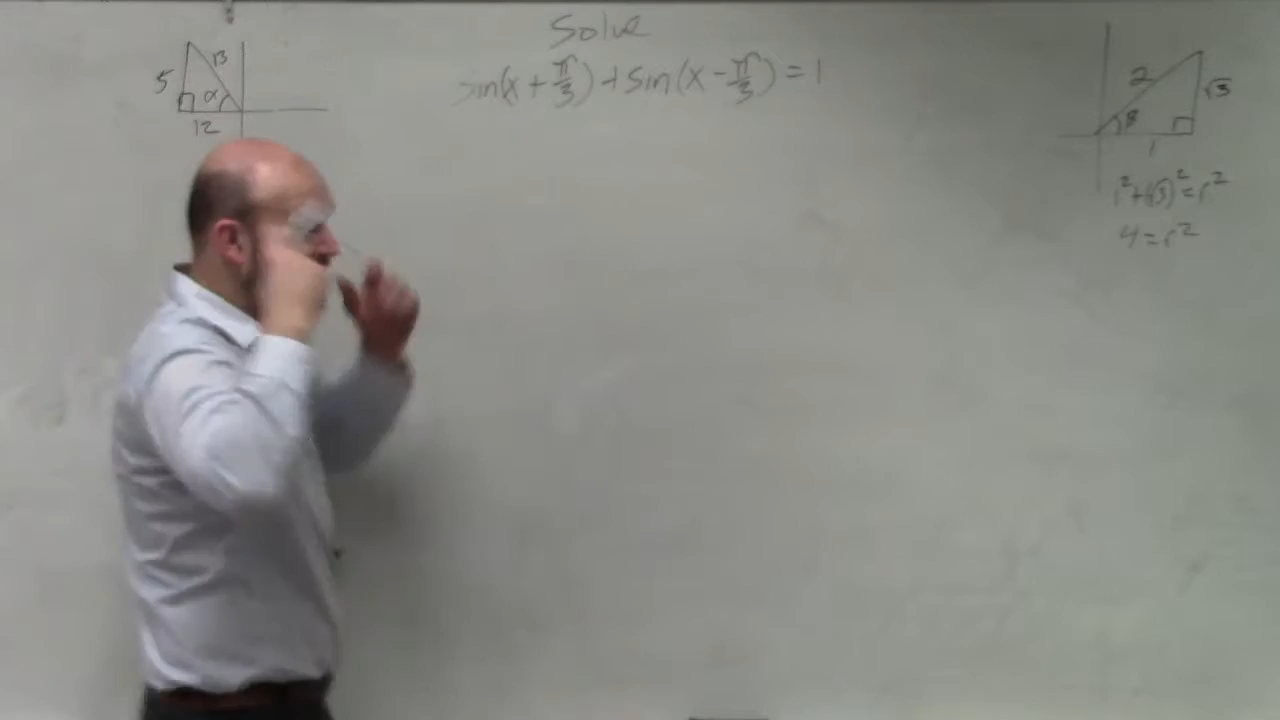 Solve
sin(x + π/3) + sin(x - π/3) = 1
5
13
α
12
2
√3
β
1
1² + (√3)² = r²
4 = r²